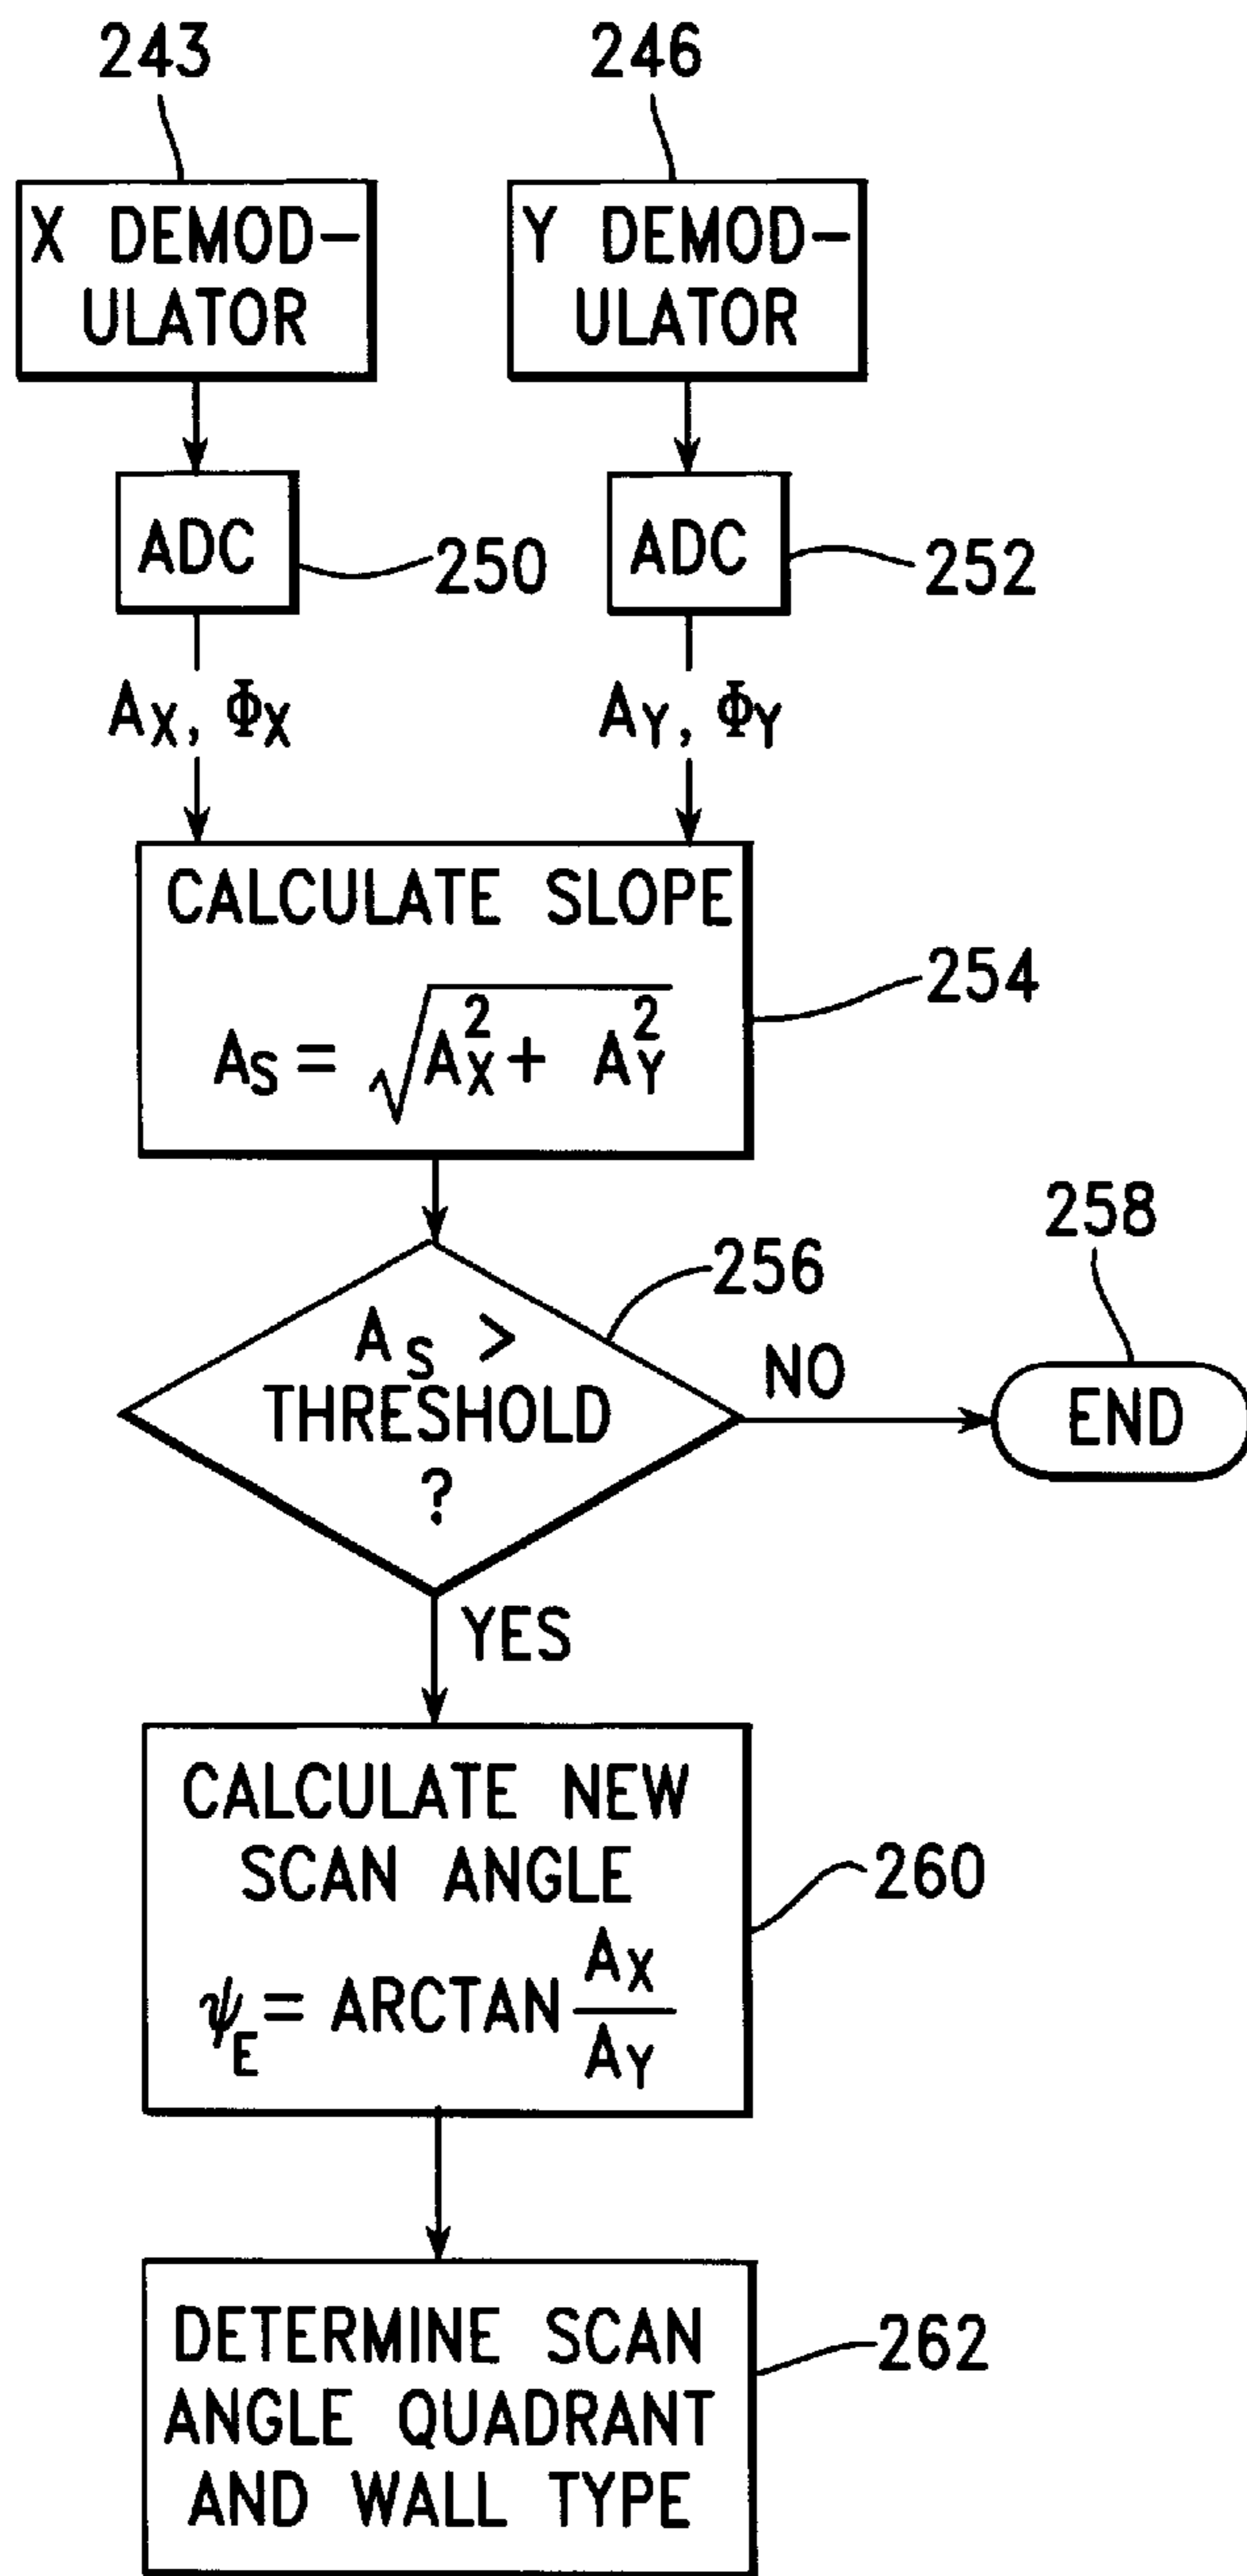 243
246
X DEMOD-
ULATOR
Y DEMOD-
ULATOR
ADC
250
ADC
252
AX, ΦX
AY, ΦY
CALCULATE SLOPE
AS = √AX2 + AY2
254
AS >
THRESHOLD
?
256
NO
258
END
YES
CALCULATE NEW
SCAN ANGLE
ψE = ARCTAN AX/AY
260
DETERMINE SCAN
ANGLE QUADRANT
AND WALL TYPE
262